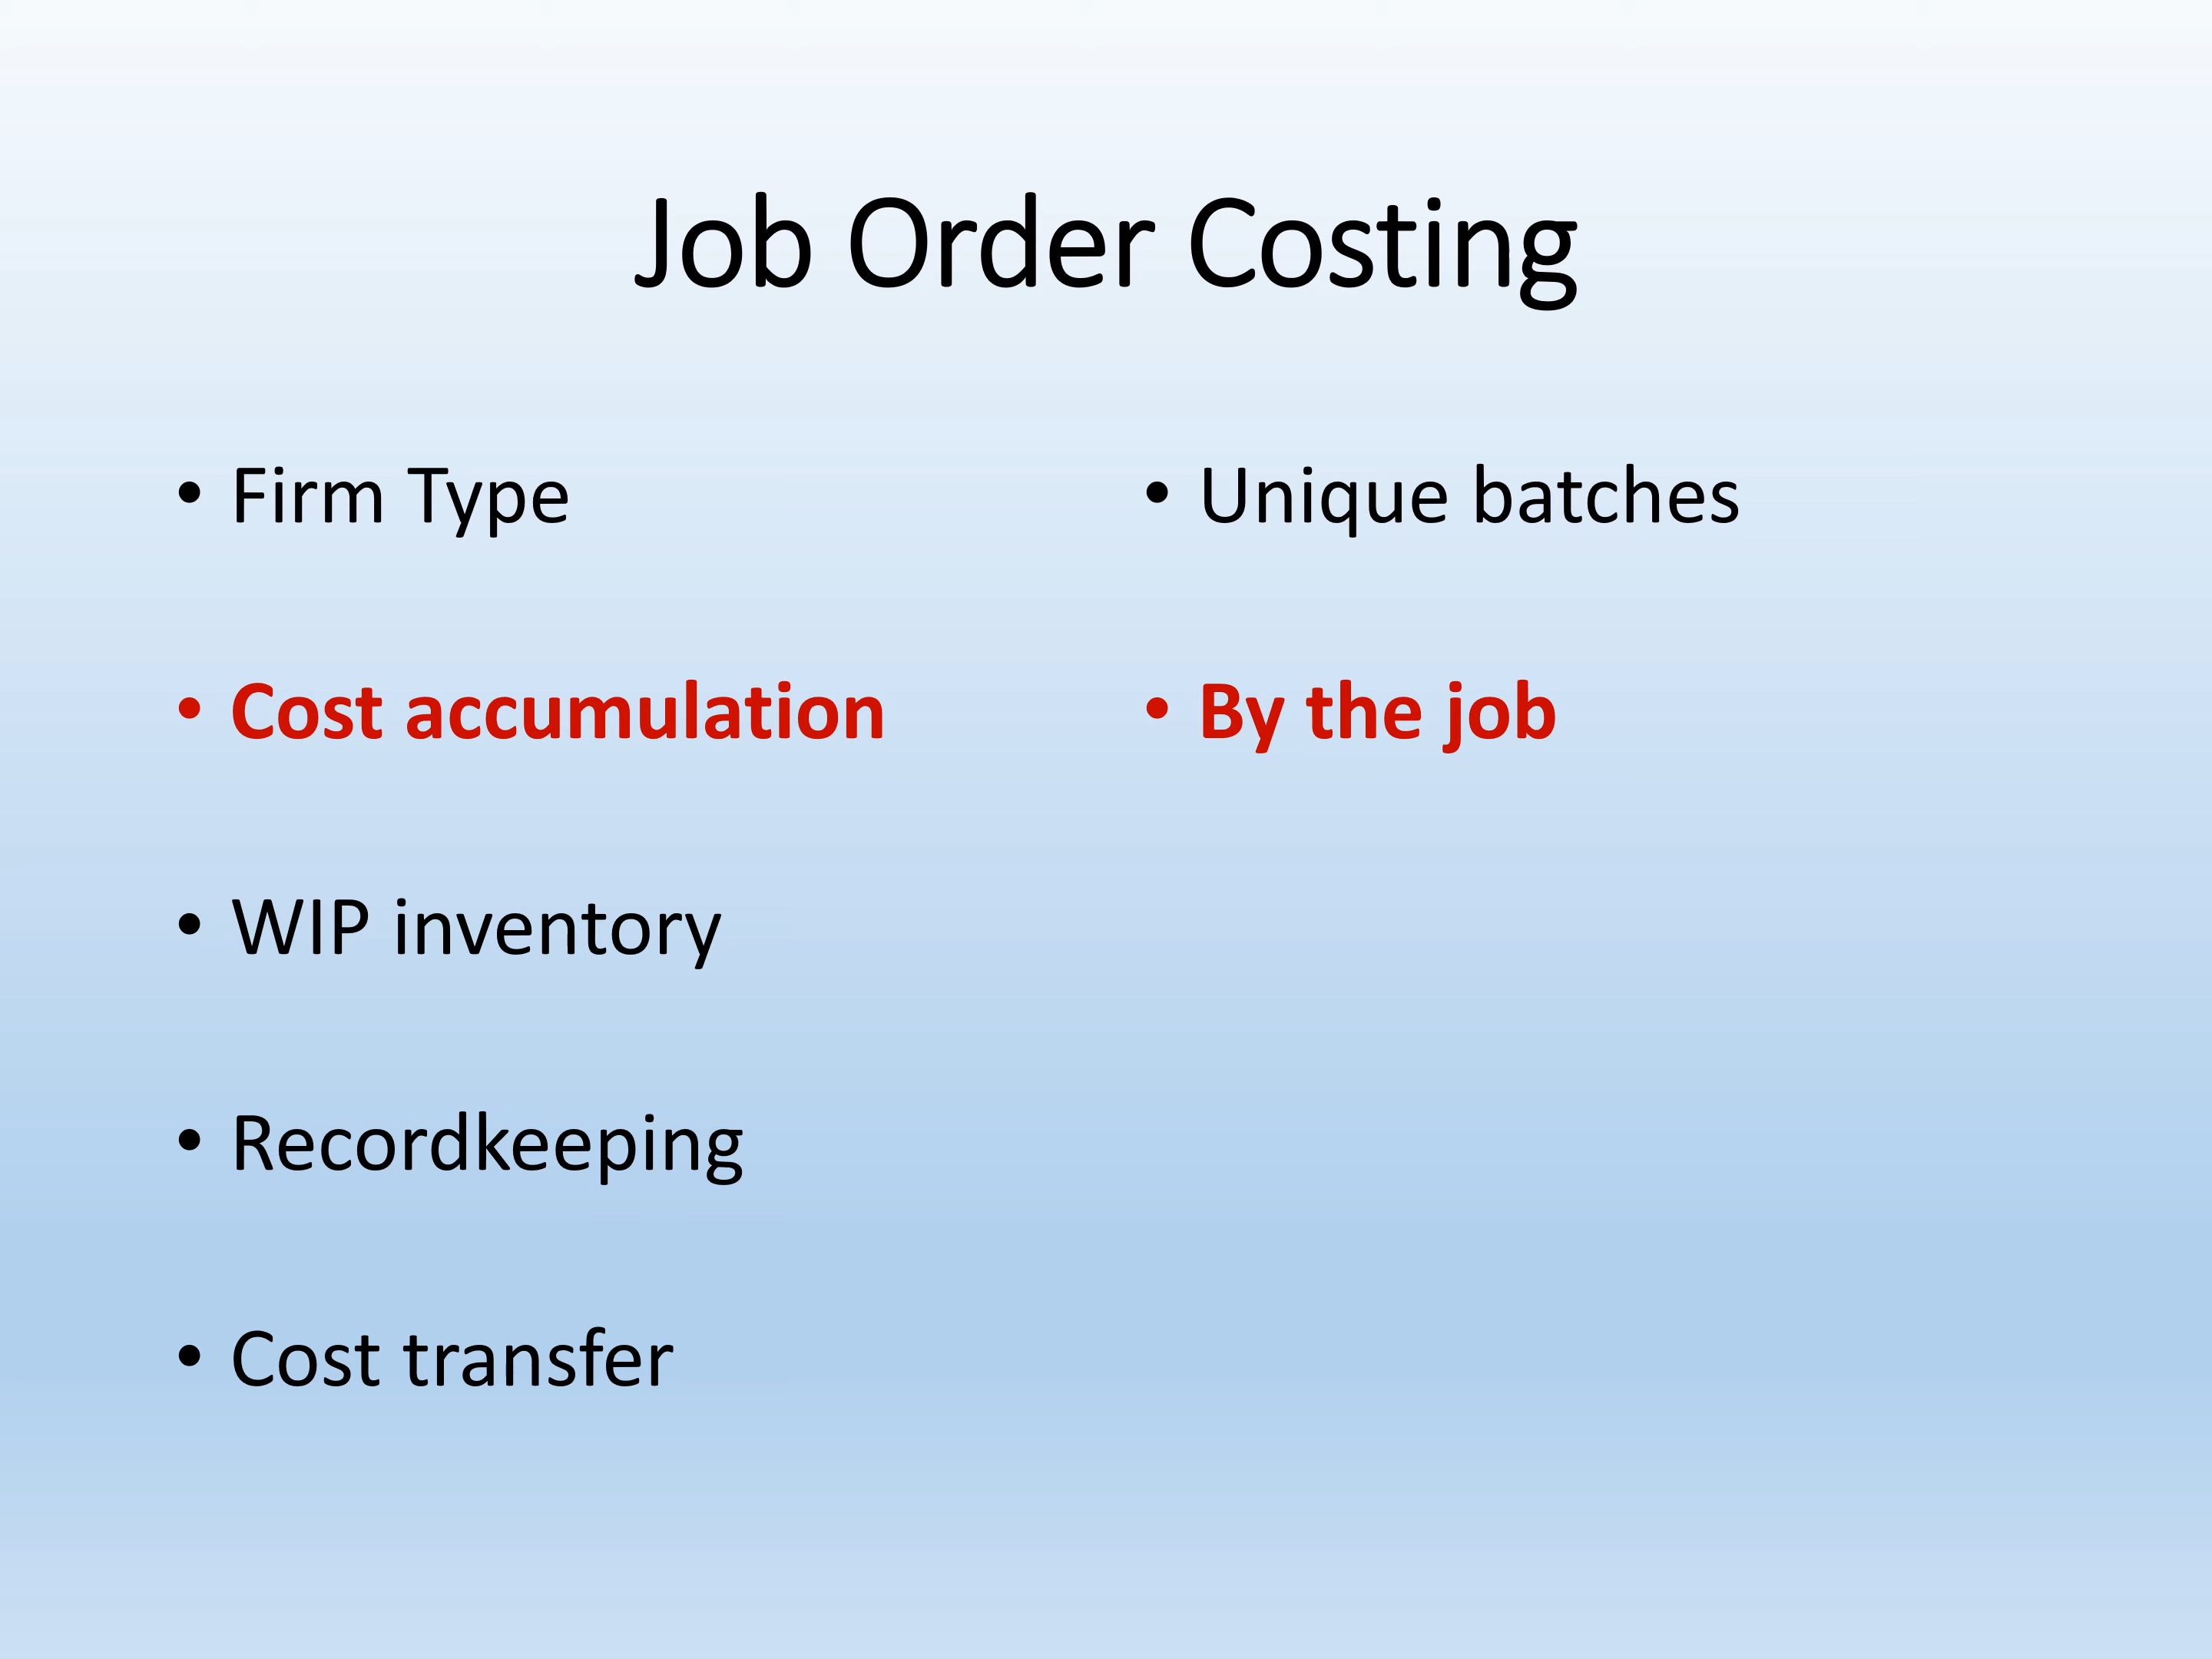 Job Order Costing
• Firm Type
• Unique batches
• Cost accumulation
• By the job
• WIP inventory
• Recordkeeping
• Cost transfer